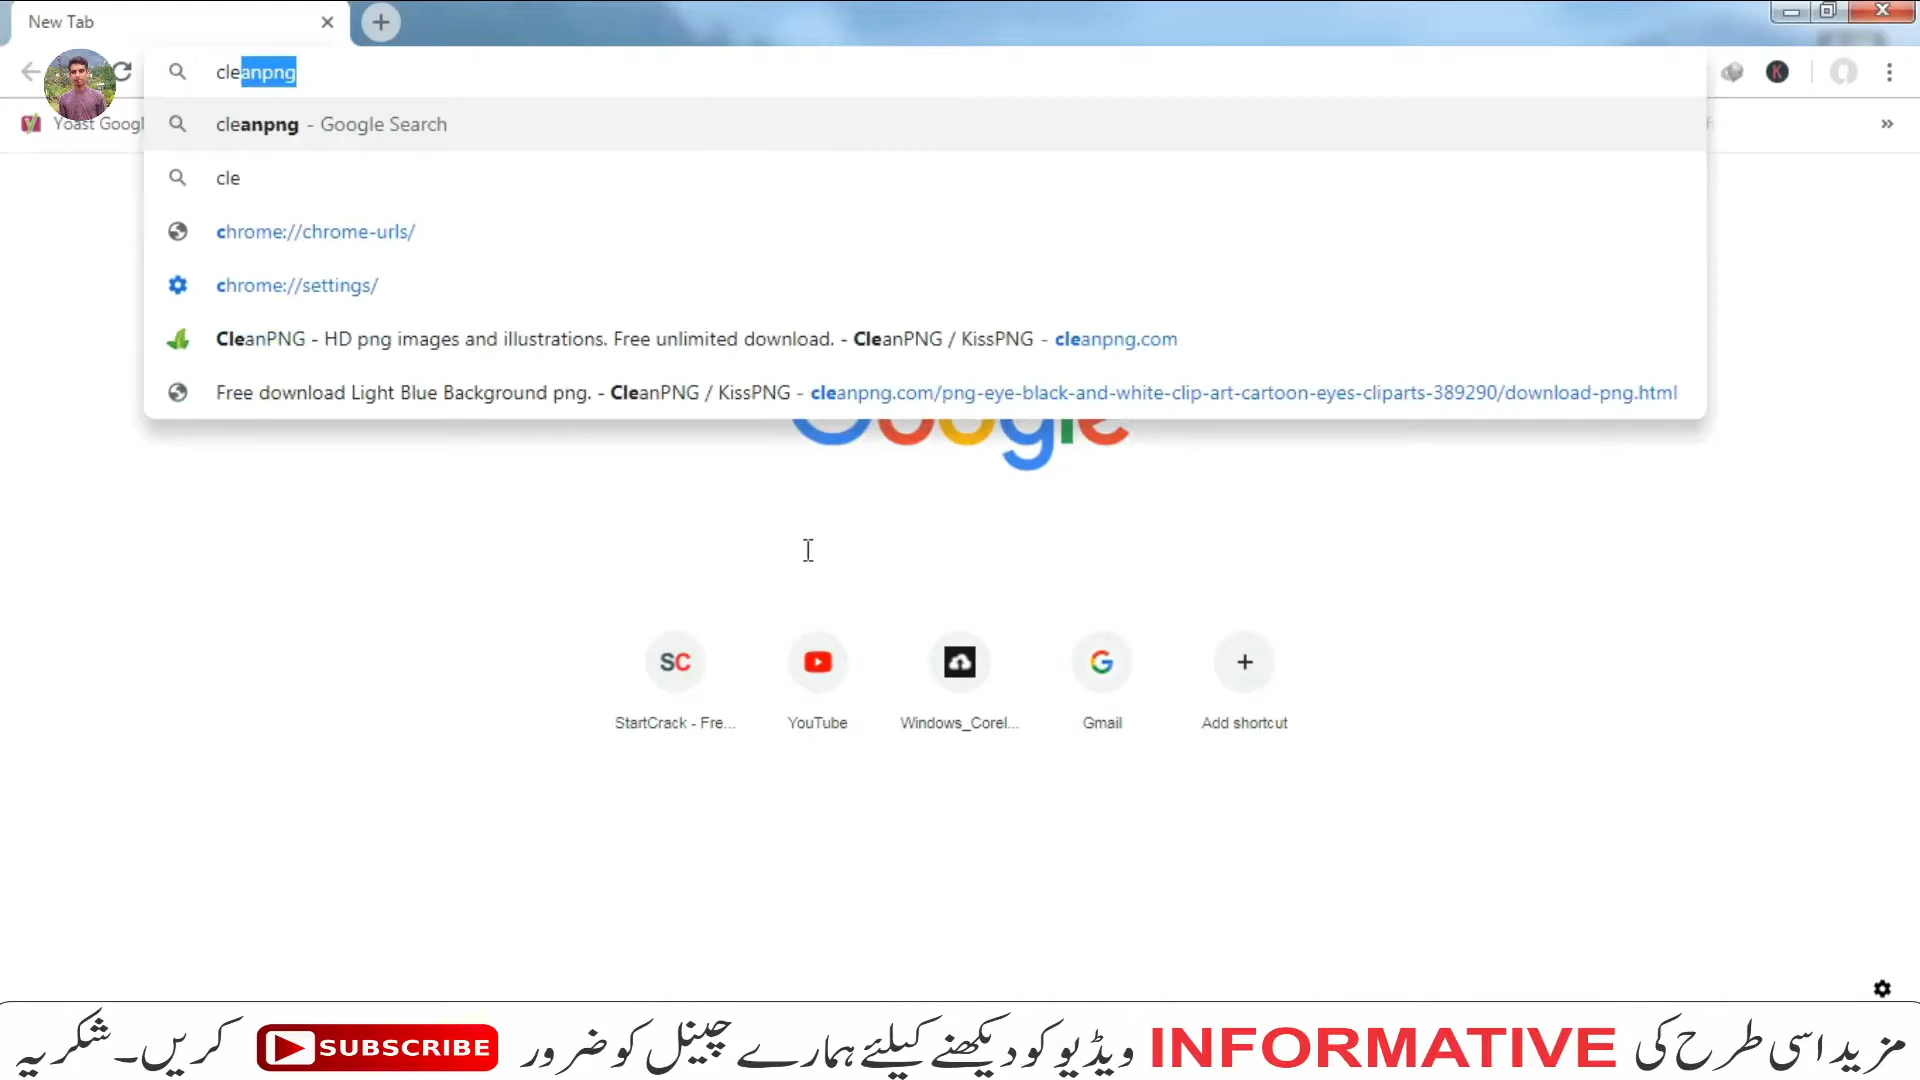 New Tab
cleanpng
Yoast Googl
cleanpng - Google Search
cle
chrome://chrome-urls/
chrome://settings/
CleanPNG - HD png images and illustrations. Free unlimited download. - CleanPNG / KissPNG - cleanpng.com
Free download Light Blue Background png. - CleanPNG / KissPNG - cleanpng.com/png-eye-black-and-white-clip-art-cartoon-eyes-cliparts-389290/download-png.html
Google
SC
StartCrack - Fre...
YouTube
Windows_Corel...
Gmail
Add shortcut
مزید اسی طرح کی INFORMATIVE ویڈیو کو دیکھنے کیلئے ہمارے چینل کو ضرور SUBSCRIBE کریں۔ شکریہ